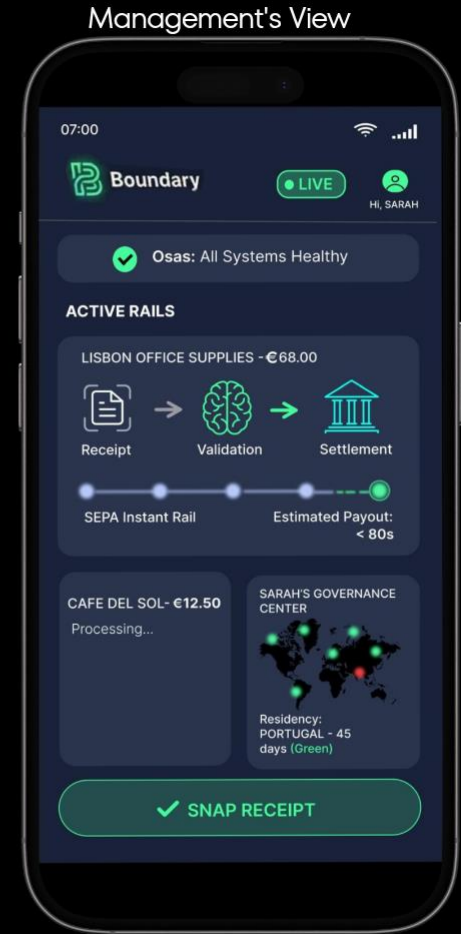 Management's View
07:00
Boundary
LIVE
Hi, SARAH
Osas: All Systems Healthy
ACTIVE RAILS
LISBON OFFICE SUPPLIES - €68.00
Receipt
Validation
Settlement
SEPA Instant Rail
Estimated Payout:
< 80s
CAFE DEL SOL- €12.50
Processing...
SARAH'S GOVERNANCE
CENTER
Residency:
PORTUGAL - 45
days (Green)
SNAP RECEIPT